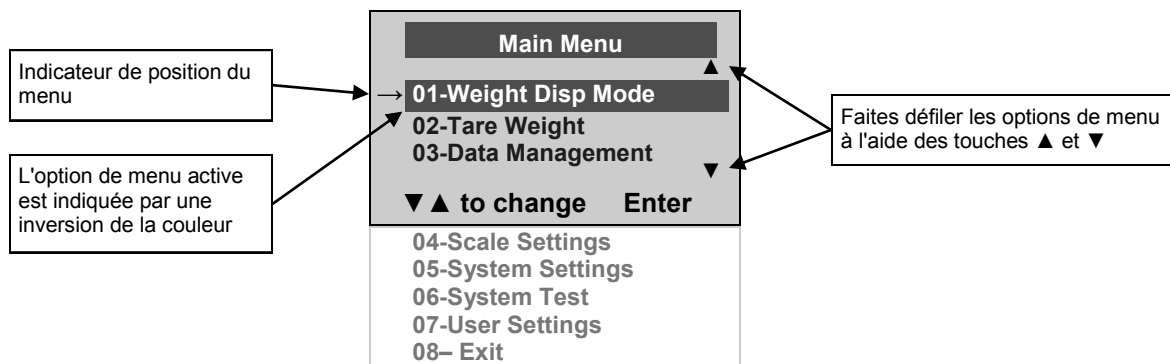 Indicateur de position du
menu
L'option de menu active
est indiquée par une
inversion de la couleur
Main Menu
▲
→ 01-Weight Disp Mode
02-Tare Weight
03-Data Management
▼
▼▲ to change Enter
04-Scale Settings
05-System Settings
06-System Test
07-User Settings
08– Exit
Faites défiler les options de menu
à l'aide des touches ▲ et ▼